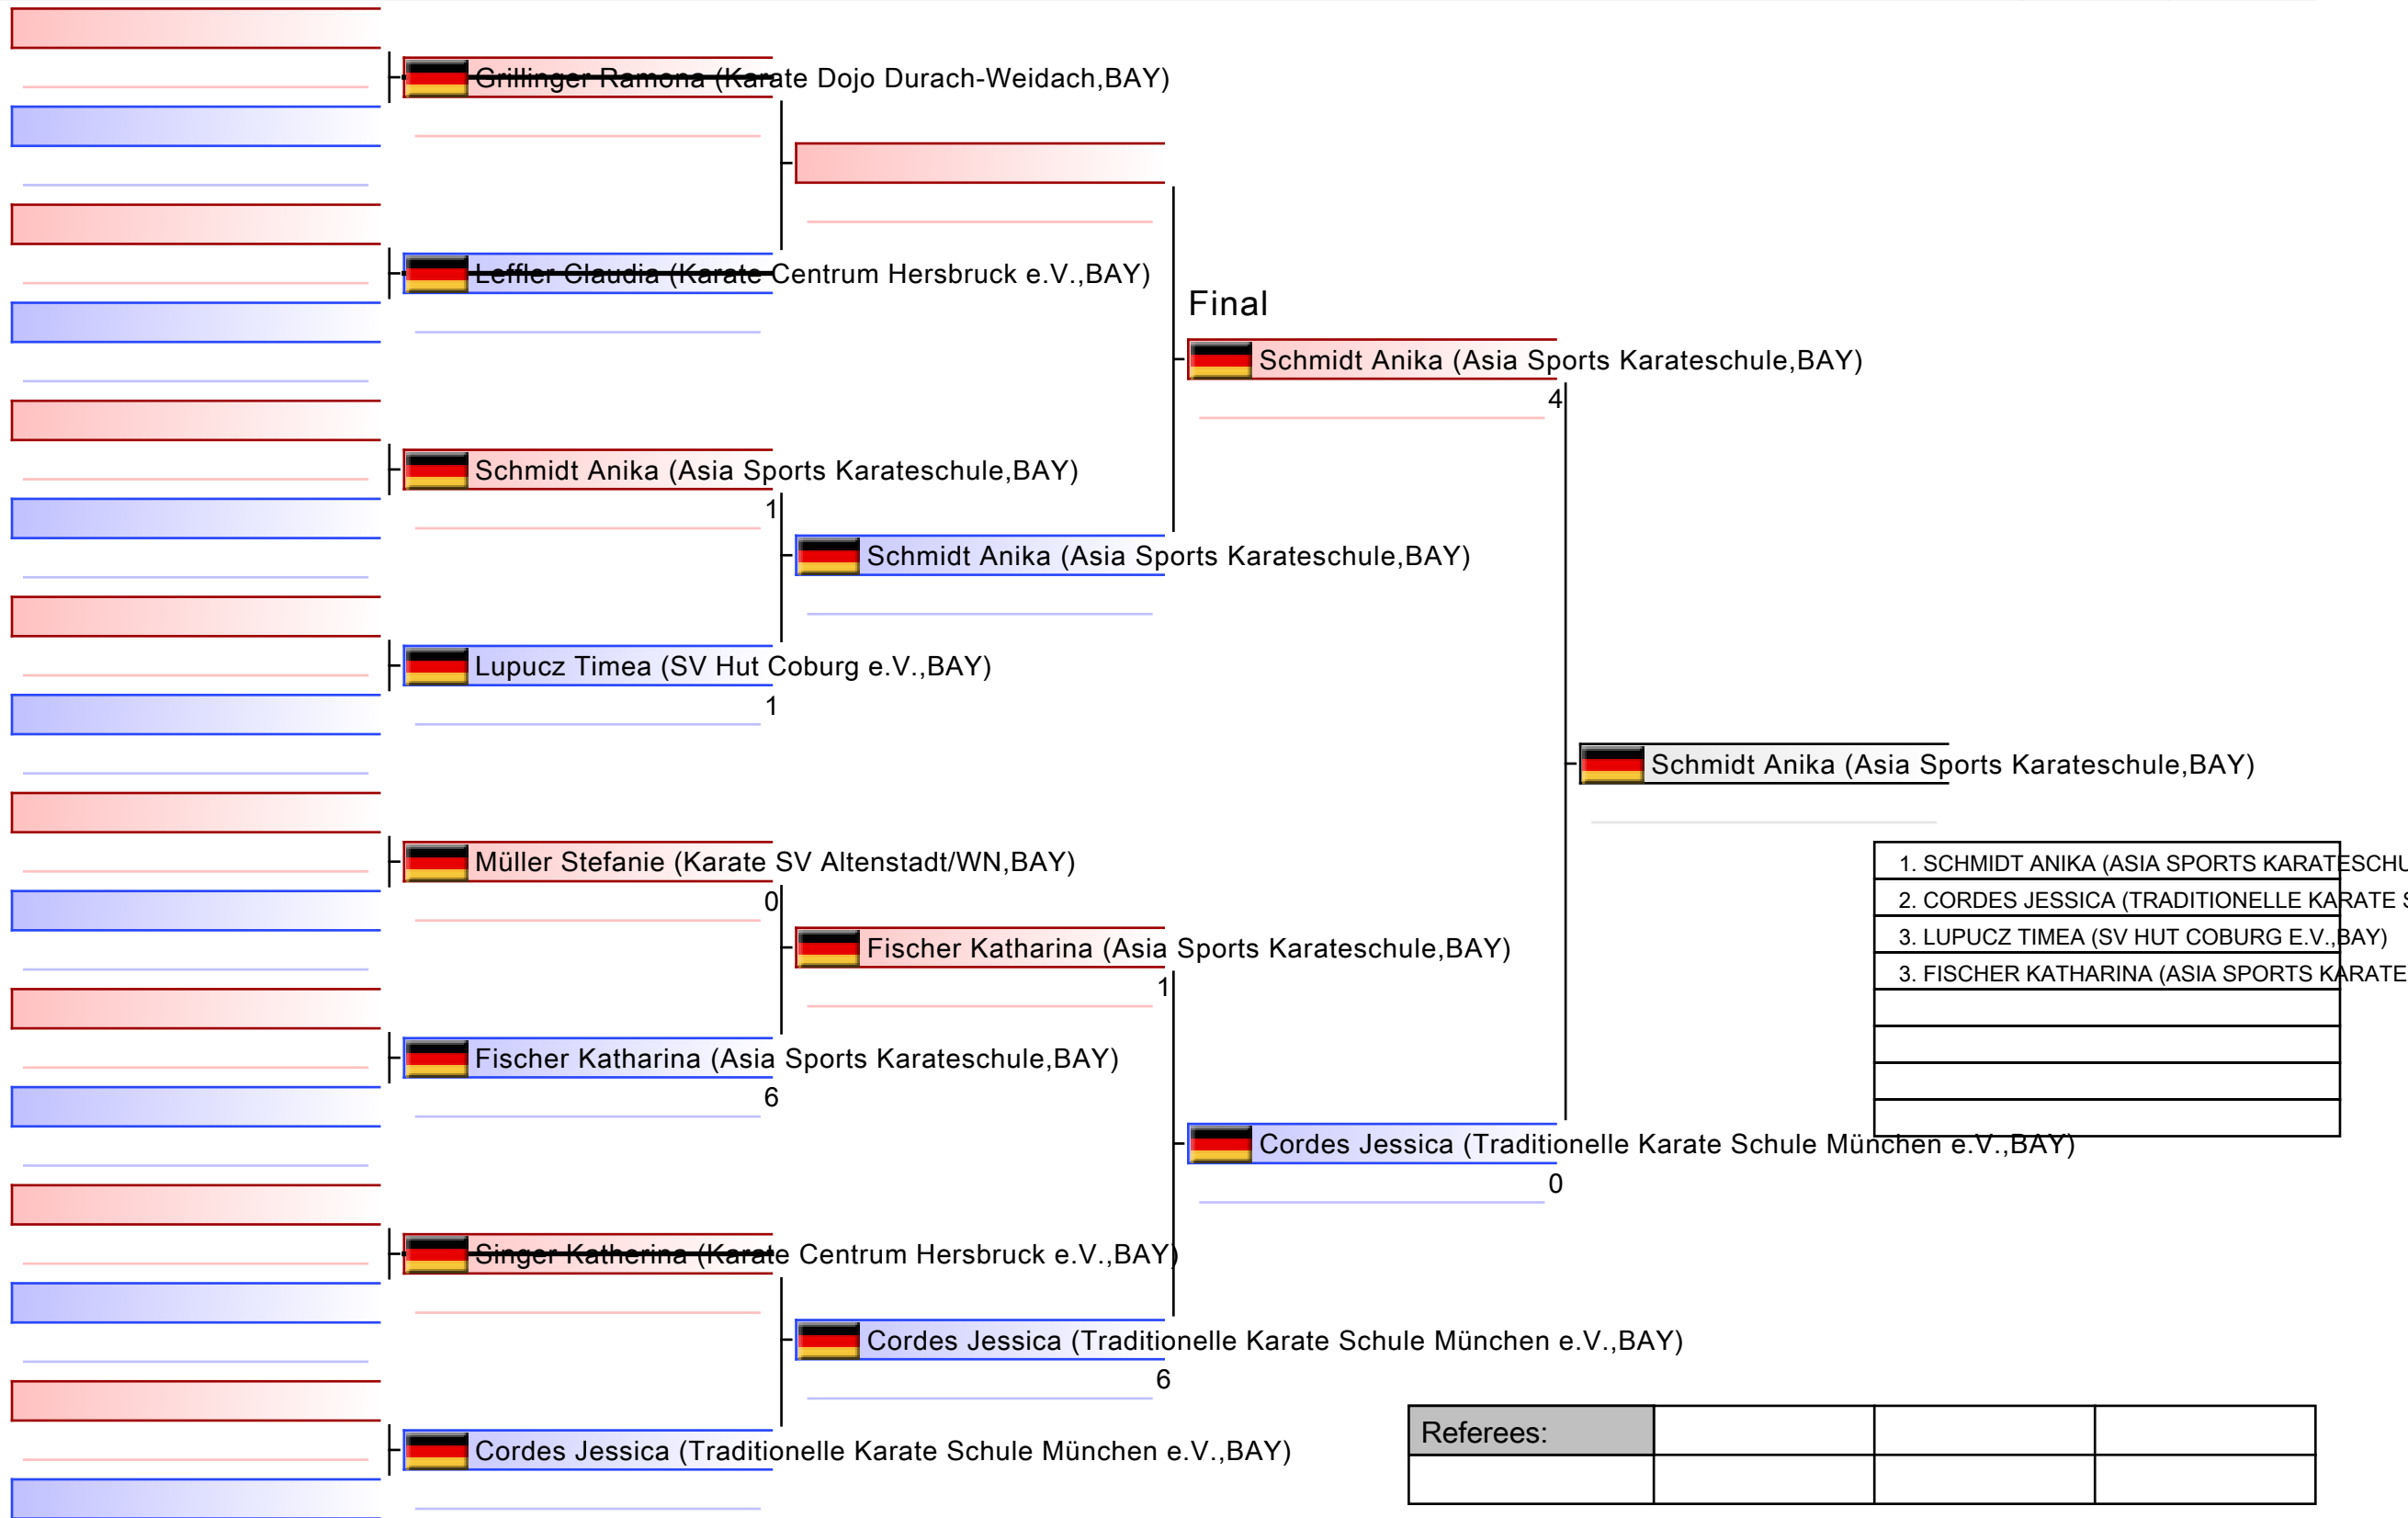 Grillinger Ramona (Karate Dojo Durach-Weidach,BAY)
Leffler Claudia (Karate Centrum Hersbruck e.V.,BAY)
Final
Schmidt Anika (Asia Sports Karateschule,BAY)
4
Schmidt Anika (Asia Sports Karateschule,BAY)
1
Schmidt Anika (Asia Sports Karateschule,BAY)
Lupucz Timea (SV Hut Coburg e.V.,BAY)
1
Schmidt Anika (Asia Sports Karateschule,BAY)
Müller Stefanie (Karate SV Altenstadt/WN,BAY)
0
1. SCHMIDT ANIKA (ASIA SPORTS KARATESCHU
2. CORDES JESSICA (TRADITIONELLE KARATE S
3. LUPUCZ TIMEA (SV HUT COBURG E.V.,BAY)
3. FISCHER KATHARINA (ASIA SPORTS KARATE
Fischer Katharina (Asia Sports Karateschule,BAY)
1
Fischer Katharina (Asia Sports Karateschule,BAY)
6
Cordes Jessica (Traditionelle Karate Schule München e.V.,BAY)
0
Singer Katherina (Karate Centrum Hersbruck e.V.,BAY)
Cordes Jessica (Traditionelle Karate Schule München e.V.,BAY)
6
Cordes Jessica (Traditionelle Karate Schule München e.V.,BAY)
Referees: